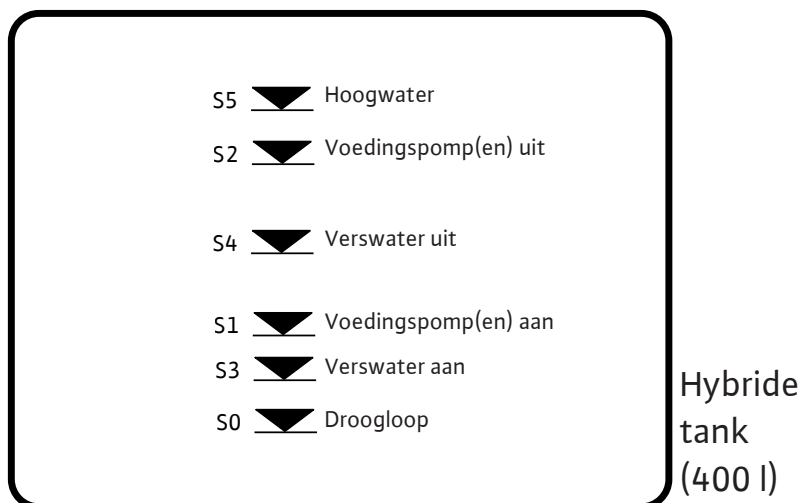 S5 Hoogwater
S2 Voedingspomp(en) uit
S4 Verswater uit
S1 Voedingspomp(en) aan
S3 Verswater aan
S0 Droogloop
Hybride
tank
(400 l)